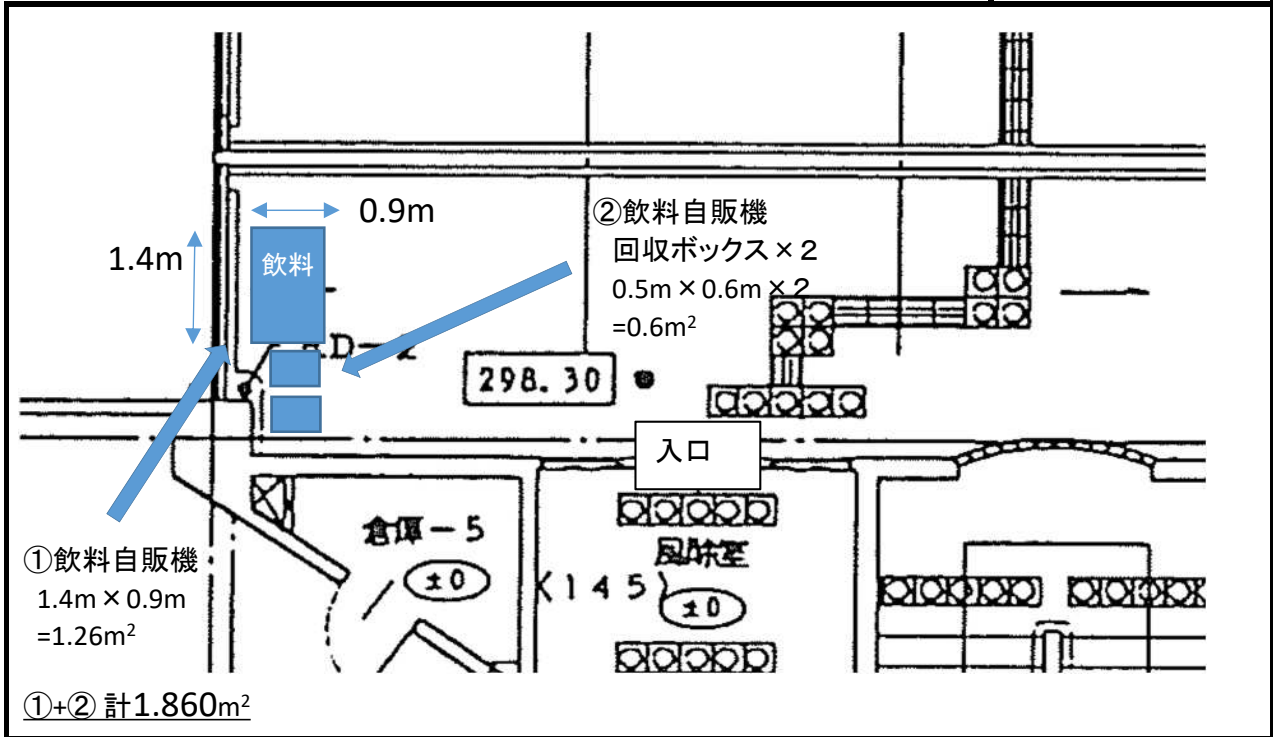 0.9m
1.4m
飲料
②飲料自販機
回収ボックス×２
0.5m×0.6m×2
=0.6m²
298.30
入口
倉庫-5
±0
(145)
風除室
±0
①飲料自販機
1.4m×0.9m
=1.26m²
①+② 計1.860m²